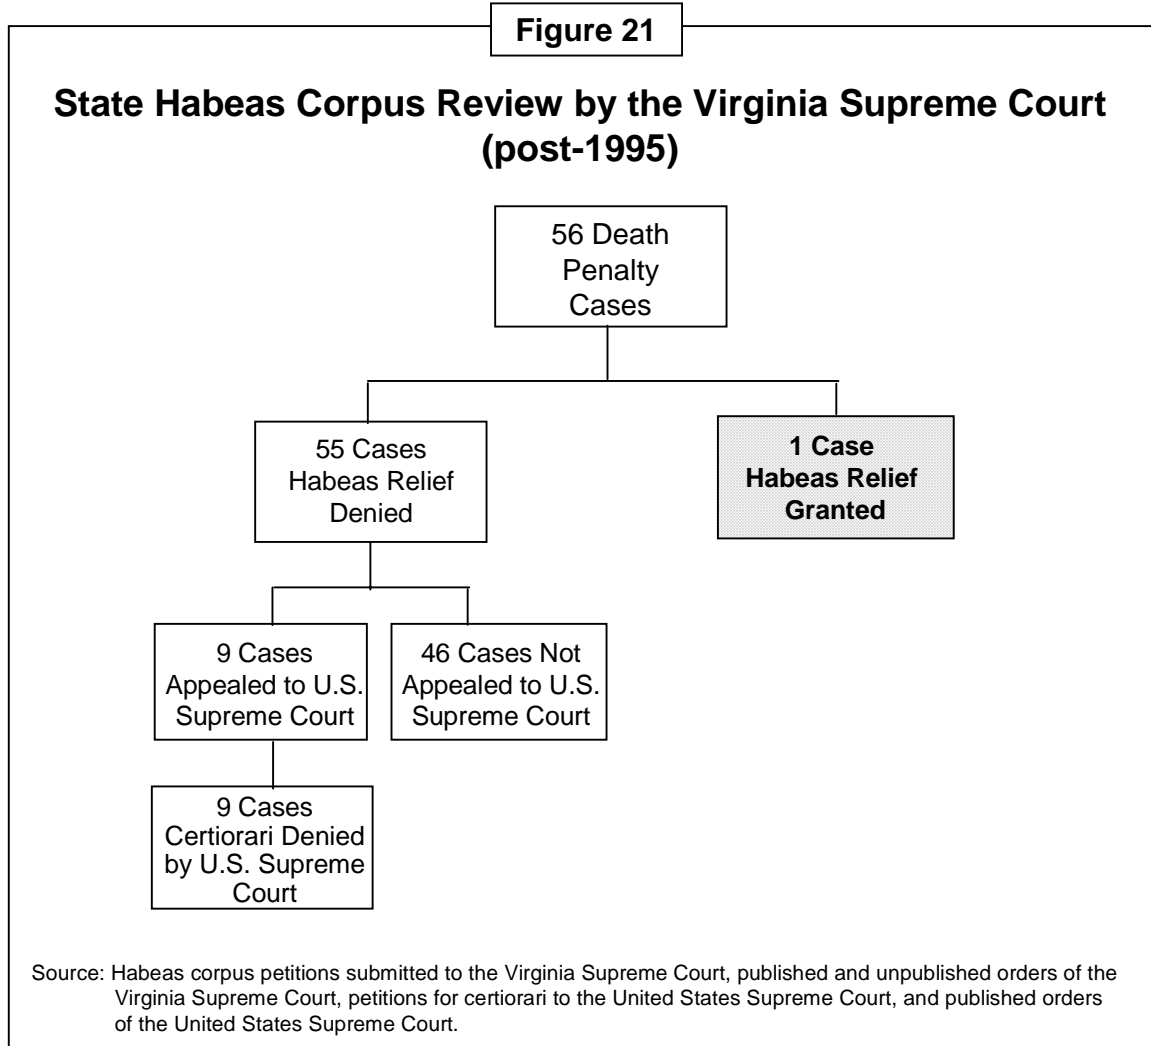 Figure 21
State Habeas Corpus Review by the Virginia Supreme Court
(post-1995)
56 Death
Penalty
Cases
55 Cases
Habeas Relief
Denied
1 Case
Habeas Relief
Granted
9 Cases
Appealed to U.S.
Supreme Court
46 Cases Not
Appealed to U.S.
Supreme Court
9 Cases
Certiorari Denied
by U.S. Supreme
Court
Source: Habeas corpus petitions submitted to the Virginia Supreme Court, published and unpublished orders of the
Virginia Supreme Court, petitions for certiorari to the United States Supreme Court, and published orders
of the United States Supreme Court.